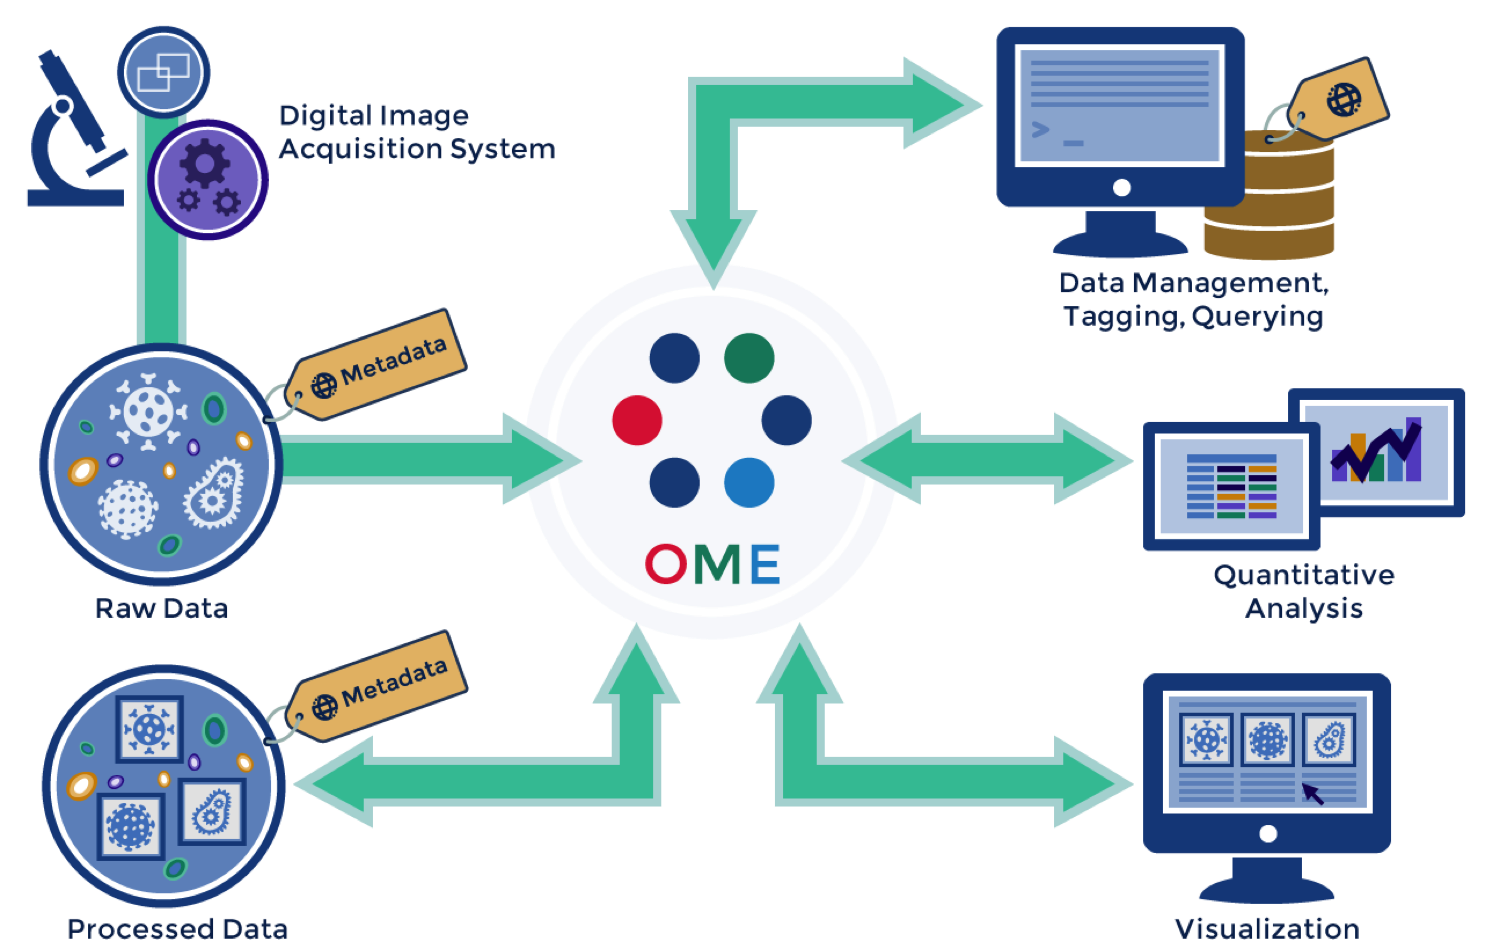 Digital Image
Acquisition System
Metadata
Raw Data
Metadata
Processed Data
OME
Data Management,
Tagging, Querying
Quantitative
Analysis
Visualization